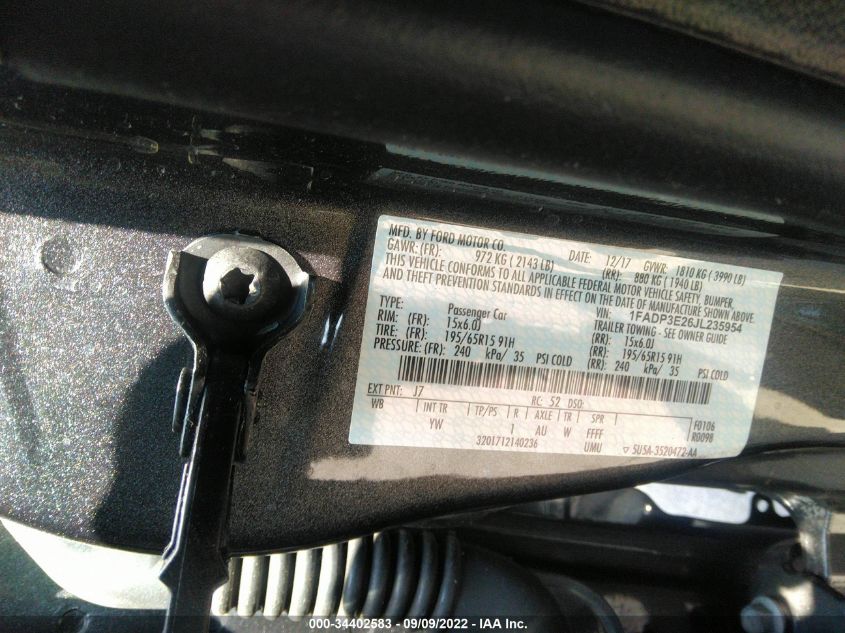 MFD. BY FORD MOTOR CO.
DATE: 12/17 GVWR: 1810 KG ( 3990 LB)
GAWR: (FR): 972 KG ( 2143 LB) (RR): 880 KG ( 1940 LB)
THIS VEHICLE CONFORMS TO ALL APPLICABLE FEDERAL MOTOR VEHICLE SAFETY, BUMPER,
AND THEFT PREVENTION STANDARDS IN EFFECT ON THE DATE OF MANUFACTURE SHOWN ABOVE.
VIN: 1FADP3E26JL235954
TYPE: Passenger Car TRAILER TOWING - SEE OWNER GUIDE
RIM: (FR): 15x6.0J (RR): 15x6.0J
TIRE: (FR): 195/65R15 91H (RR): 195/65R15 91H
PRESSURE: (FR): 240 kPa/ 35 PSI COLD (RR): 240 kPa/ 35 PSI COLD
EXT PNT: J7 RC: 52 DSO:
WB INT TR TP/PS R AXLE TR SPR F0106
YW 1 AU W FFFF R0098
3201712140236 UMU 5U5A-3520472-AA
000-34402583 - 09/09/2022 - IAA Inc.